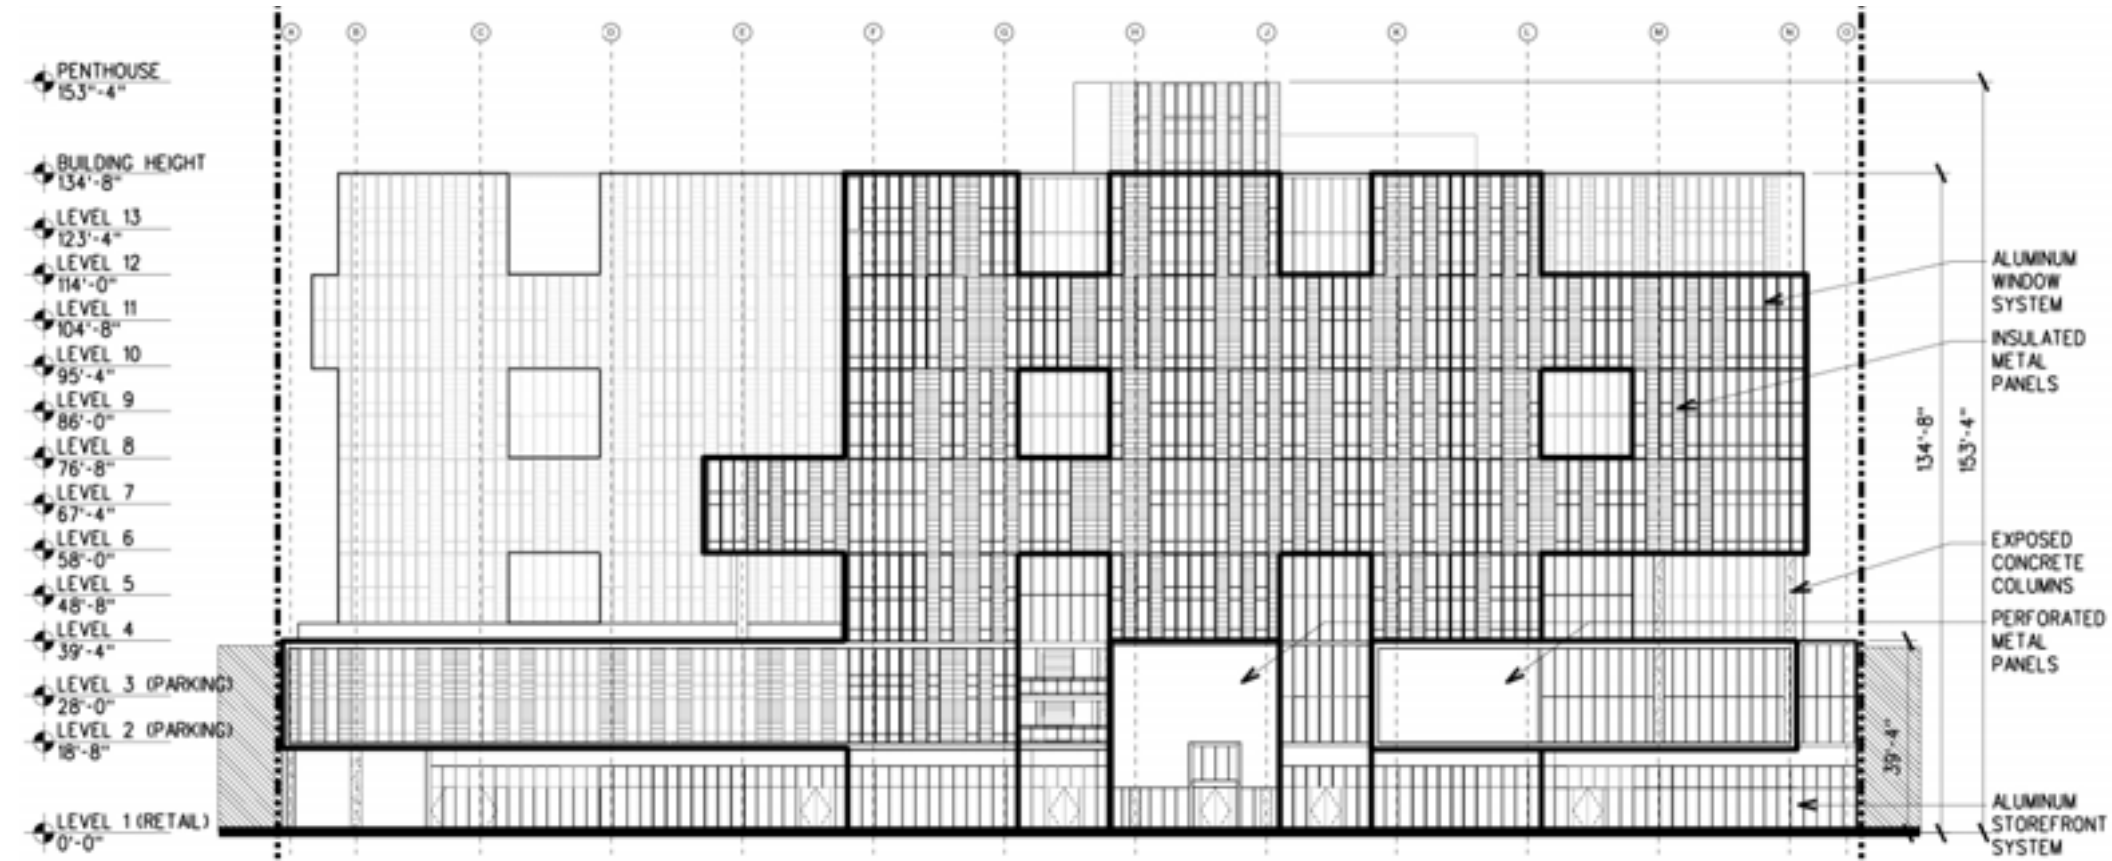 A B C D E F G H J K L M N O
PENTHOUSE
153"-4"
BUILDING HEIGHT
134'-8"
LEVEL 13
123'-4"
LEVEL 12
114'-0"
LEVEL 11
104'-8"
LEVEL 10
95'-4"
LEVEL 9
86'-0"
LEVEL 8
76'-8"
LEVEL 7
67'-4"
LEVEL 6
58'-0"
LEVEL 5
48'-8"
LEVEL 4
39'-4"
LEVEL 3 (PARKING)
28'-0"
LEVEL 2 (PARKING)
18'-8"
LEVEL 1 (RETAIL)
0'-0"
ALUMINUM
WINDOW
SYSTEM
INSULATED
METAL
PANELS
134'-8"
153'-4"
EXPOSED
CONCRETE
COLUMNS
PERFORATED
METAL
PANELS
39'-4"
ALUMINUM
STOREFRONT
SYSTEM